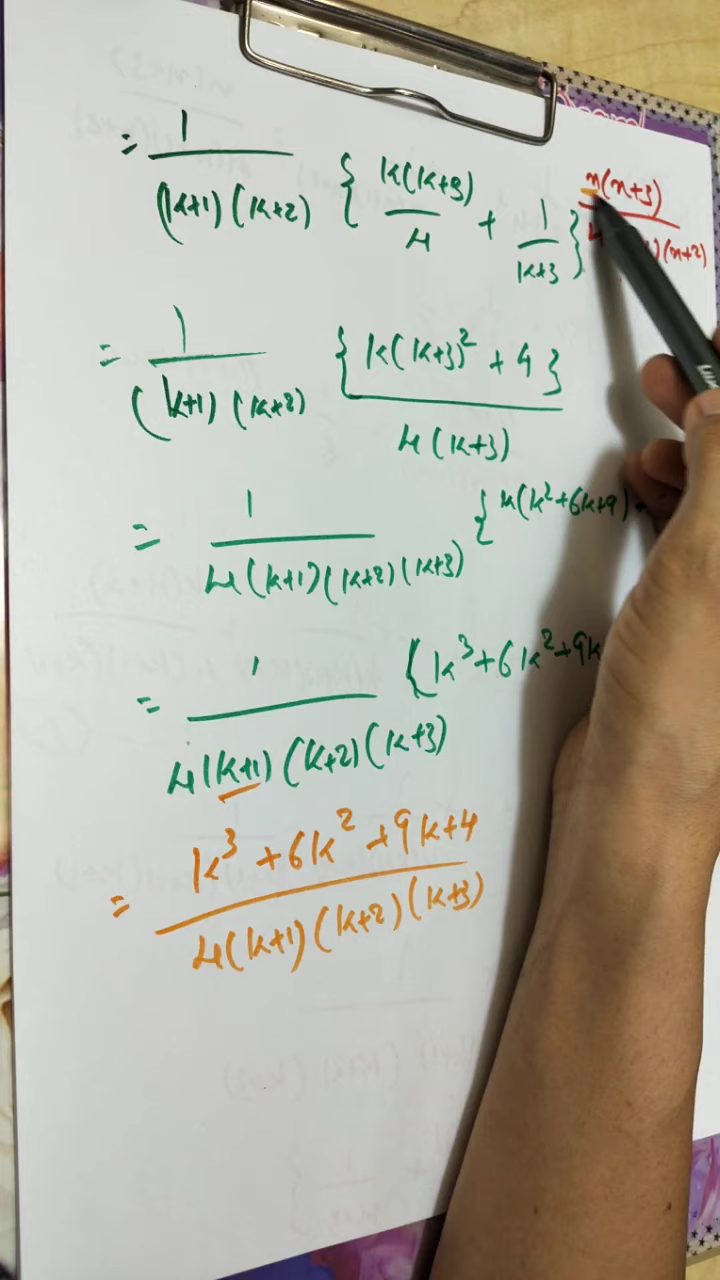 = 1/((k+1)(k+2)) { k(k+3)/4 + 1/(k+3) }
n(n+3)
(n+2)
= 1/((k+1)(k+2)) { k(k+3)² + 4 } / 4(k+3)
= 1/(4(k+1)(k+2)(k+3)) { k(k²+6k+9)
= 1/(4(k+1)(k+2)(k+3)) { k³+6k²+9k
= (k³+6k²+9k+4)/(4(k+1)(k+2)(k+3))